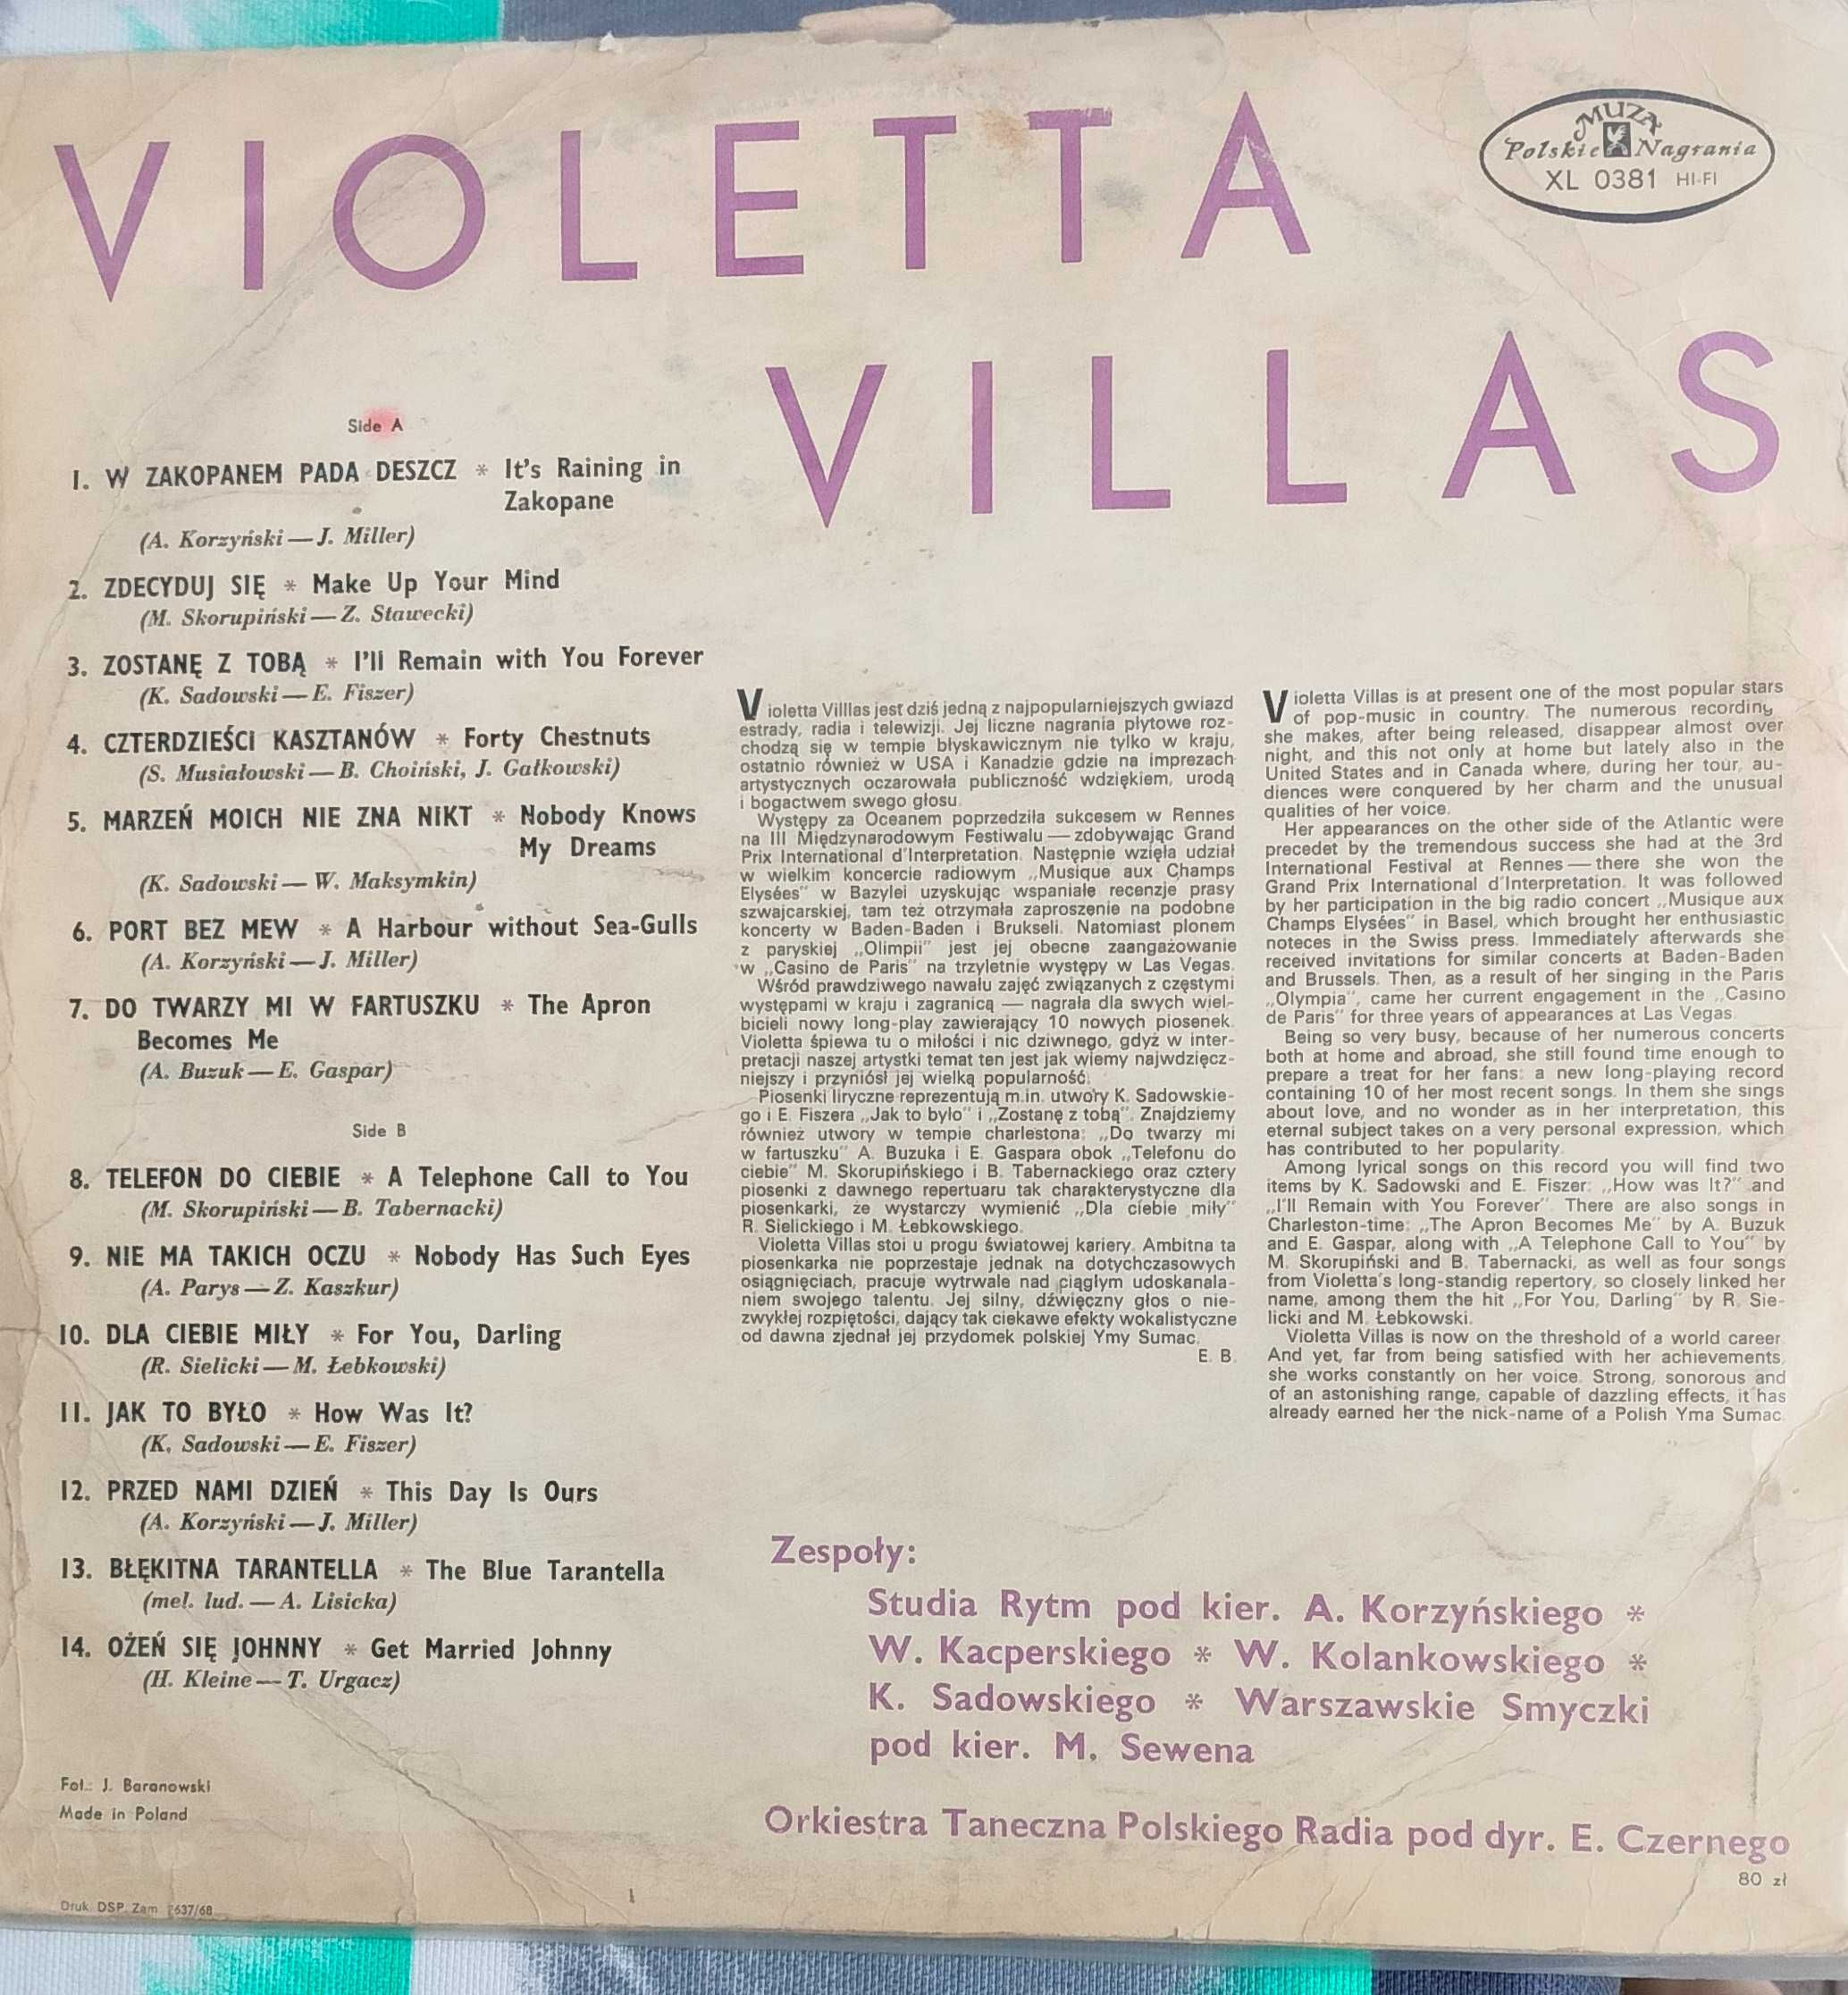 VIOLETTA
VILLAS
MUZA
Polskie Nagrania
XL 0381 HI-FI
Side A
1. W ZAKOPANEM PADA DESZCZ * It's Raining in
Zakopane
(A. Korzyński — J. Miller)
2. ZDECYDUJ SIĘ * Make Up Your Mind
(M. Skorupiński — Z. Stawecki)
3. ZOSTANĘ Z TOBĄ * I'll Remain with You Forever
(K. Sadowski — E. Fiszer)
4. CZTERDZIEŚCI KASZTANÓW * Forty Chestnuts
(S. Musiałowski — B. Choiński, J. Gałkowski)
5. MARZEŃ MOICH NIE ZNA NIKT * Nobody Knows
My Dreams
(K. Sadowski — W. Maksymkin)
6. PORT BEZ MEW * A Harbour without Sea-Gulls
(A. Korzyński — J. Miller)
7. DO TWARZY MI W FARTUSZKU * The Apron
Becomes Me
(A. Buzuk — E. Gaspar)
Side B
8. TELEFON DO CIEBIE * A Telephone Call to You
(M. Skorupiński — B. Tabernacki)
9. NIE MA TAKICH OCZU * Nobody Has Such Eyes
(A. Parys — Z. Kaszkur)
10. DLA CIEBIE MIŁY * For You, Darling
(R. Sielicki — M. Łebkowski)
11. JAK TO BYŁO * How Was It?
(K. Sadowski — E. Fiszer)
12. PRZED NAMI DZIEŃ * This Day Is Ours
(A. Korzyński — J. Miller)
13. BŁĘKITNA TARANTELLA * The Blue Tarantella
(mel. lud. — A. Lisicka)
14. OŻEŃ SIĘ JOHNNY * Get Married Johnny
(H. Kleine — T. Urgacz)
Fot.: J. Baranowski
Made in Poland
Druk DSP Zam 637/68
Violetta Villlas jest dziś jedną z najpopularniejszych gwiazd
estrady, radia i telewizji. Jej liczne nagrania płytowe roz-
chodzą się w tempie błyskawicznym nie tylko w kraju,
ostatnio również w USA i Kanadzie gdzie na imprezach
artystycznych oczarowała publiczność wdziękiem, urodą
i bogactwem swego głosu.
Występy za Oceanem poprzedziła sukcesem w Rennes
na III Międzynarodowym Festiwalu — zdobywając Grand
Prix International d'Interpretation. Następnie wzięła udział
w wielkim koncercie radiowym „Musique aux Champs
Elysées" w Bazylei uzyskując wspaniałe recenzje prasy
szwajcarskiej, tam też otrzymała zaproszenie na podobne
koncerty w Baden-Baden i Brukseli. Natomiast plonem
z paryskiej „Olimpii" jest jej obecne zaangażowanie
w „Casino de Paris" na trzyletnie występy w Las Vegas.
Wśród prawdziwego nawału zajęć związanych z częstymi
występami w kraju i zagranicą — nagrała dla swych wiel-
bicieli nowy long-play zawierający 10 nowych piosenek.
Violetta śpiewa tu o miłości i nic dziwnego, gdyż w inter-
pretacji naszej artystki temat ten jest jak wiemy najwdzięcz-
niejszy i przyniósł jej wielką popularność.
Piosenki liryczne reprezentują m.in. utwory K. Sadowskie-
go i E. Fiszera „Jak to było" i „Zostanę z tobą". Znajdziemy
również utwory w tempie charlestona: „Do twarzy mi
w fartuszku" A. Buzuka i E. Gaspara obok „Telefonu do
ciebie" M. Skorupińskiego i B. Tabernackiego oraz cztery
piosenki z dawnego repertuaru tak charakterystyczne dla
piosenkarki, że wystarczy wymienić „Dla ciebie miły"
R. Sielickiego i M. Łebkowskiego.
Violetta Villas stoi u progu światowej kariery. Ambitna ta
piosenkarka nie poprzestaje jednak na dotychczasowych
osiągnięciach, pracuje wytrwale nad ciągłym udoskanala-
niem swojego talentu. Jej silny, dźwięczny głos o nie-
zwykłej rozpiętości, dający tak ciekawe efekty wokalistyczne
od dawna zjednał jej przydomek polskiej Ymy Sumac.
E. B.
Violetta Villas is at present one of the most popular stars
of pop-music in country. The numerous recording
she makes, after being released, disappear almost over
night, and this not only at home but lately also in the
United States and in Canada where, during her tour, au-
diences were conquered by her charm and the unusual
qualities of her voice.
Her appearances on the other side of the Atlantic were
precedet by the tremendous success she had at the 3rd
International Festival at Rennes — there she won the
Grand Prix International d'Interpretation. It was followed
by her participation in the big radio concert „Musique aux
Champs Elysées" in Basel, which brought her enthusiastic
noteces in the Swiss press. Immediately afterwards she
received invitations for similar concerts at Baden-Baden
and Brussels. Then, as a result of her singing in the Paris
„Olympia", came her current engagement in the „Casino
de Paris" for three years of appearances at Las Vegas.
Being so very busy, because of her numerous concerts
both at home and abroad, she still found time enough to
prepare a treat for her fans: a new long-playing record
containing 10 of her most recent songs. In them she sings
about love, and no wonder as in her interpretation, this
eternal subject takes on a very personal expression, which
has contributed to her popularity.
Among lyrical songs on this record you will find two
items by K. Sadowski and E. Fiszer: „How was It?" and
„I'll Remain with You Forever". There are also songs in
Charleston-time: „The Apron Becomes Me" by A. Buzuk
and E. Gaspar, along with „A Telephone Call to You" by
M. Skorupiński and B. Tabernacki, as well as four songs
from Violetta's long-standig repertory, so closely linked her
name, among them the hit „For You, Darling" by R. Sie-
licki and M. Łebkowski.
Violetta Villas is now on the threshold of a world career.
And yet, far from being satisfied with her achievements,
she works constantly on her voice. Strong, sonorous and
of an astonishing range, capable of dazzling effects, it has
already earned her the nick-name of a Polish Yma Sumac.
Zespoły:
Studia Rytm pod kier. A. Korzyńskiego *
W. Kacperskiego * W. Kolankowskiego *
K. Sadowskiego * Warszawskie Smyczki
pod kier. M. Sewena
Orkiestra Taneczna Polskiego Radia pod dyr. E. Czernego
80 zł